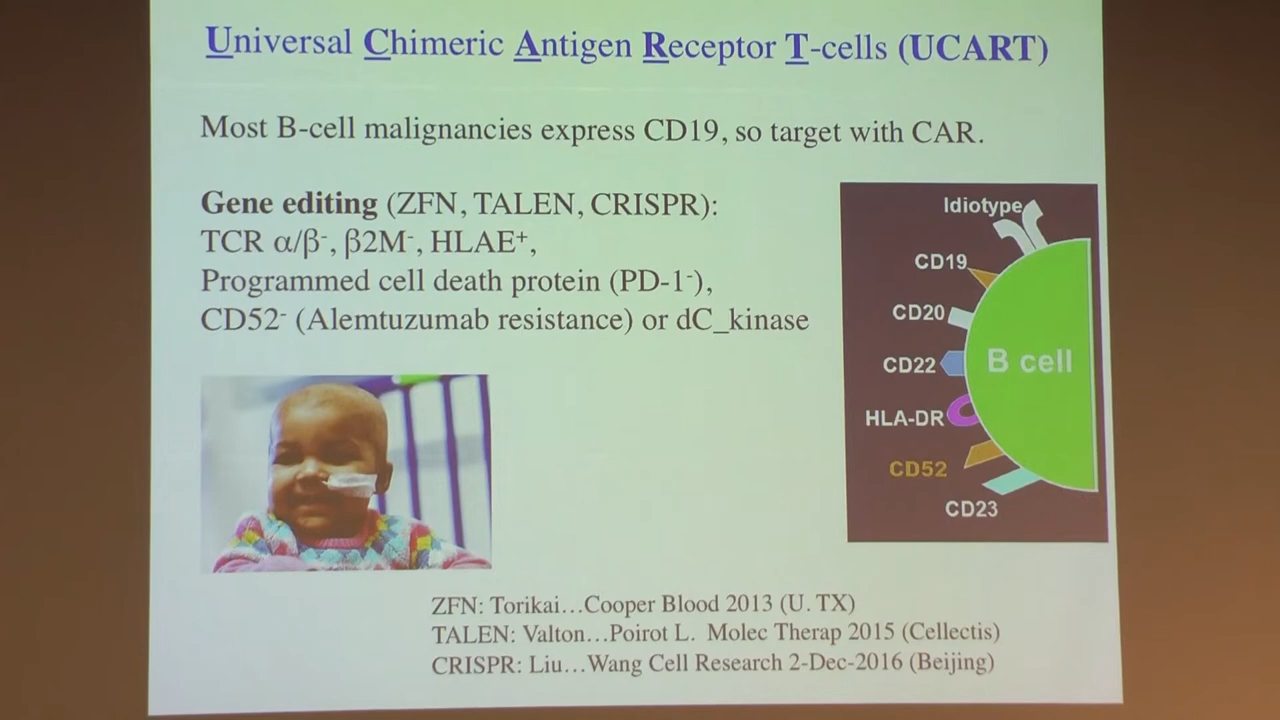 Universal Chimeric Antigen Receptor T-cells (UCART)
Most B-cell malignancies express CD19, so target with CAR.
Gene editing (ZFN, TALEN, CRISPR):
TCR α/β⁻, β2M⁻, HLAE⁺,
Programmed cell death protein (PD-1⁻),
CD52⁻ (Alemtuzumab resistance) or dC_kinase
Idiotype
CD19
CD20
CD22
B cell
HLA-DR
CD52
CD23
ZFN: Torikai…Cooper Blood 2013 (U. TX)
TALEN: Valton…Poirot L. Molec Therap 2015 (Cellectis)
CRISPR: Liu…Wang Cell Research 2-Dec-2016 (Beijing)